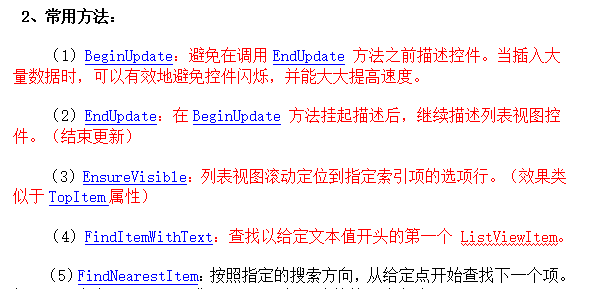 2、常用方法：
（1）BeginUpdate：避免在调用 EndUpdate 方法之前描述控件。当插入大
量数据时，可以有效地避免控件闪烁，并能大大提高速度。
（2）EndUpdate：在 BeginUpdate 方法挂起描述后，继续描述列表视图控
件。（结束更新）
（3）EnsureVisible：列表视图滚动定位到指定索引项的选项行。（效果类
似于 TopItem 属性）
（4）FindItemWithText：查找以给定文本值开头的第一个 ListViewItem。
（5）FindNearestItem：按照指定的搜索方向，从给定点开始查找下一个项。